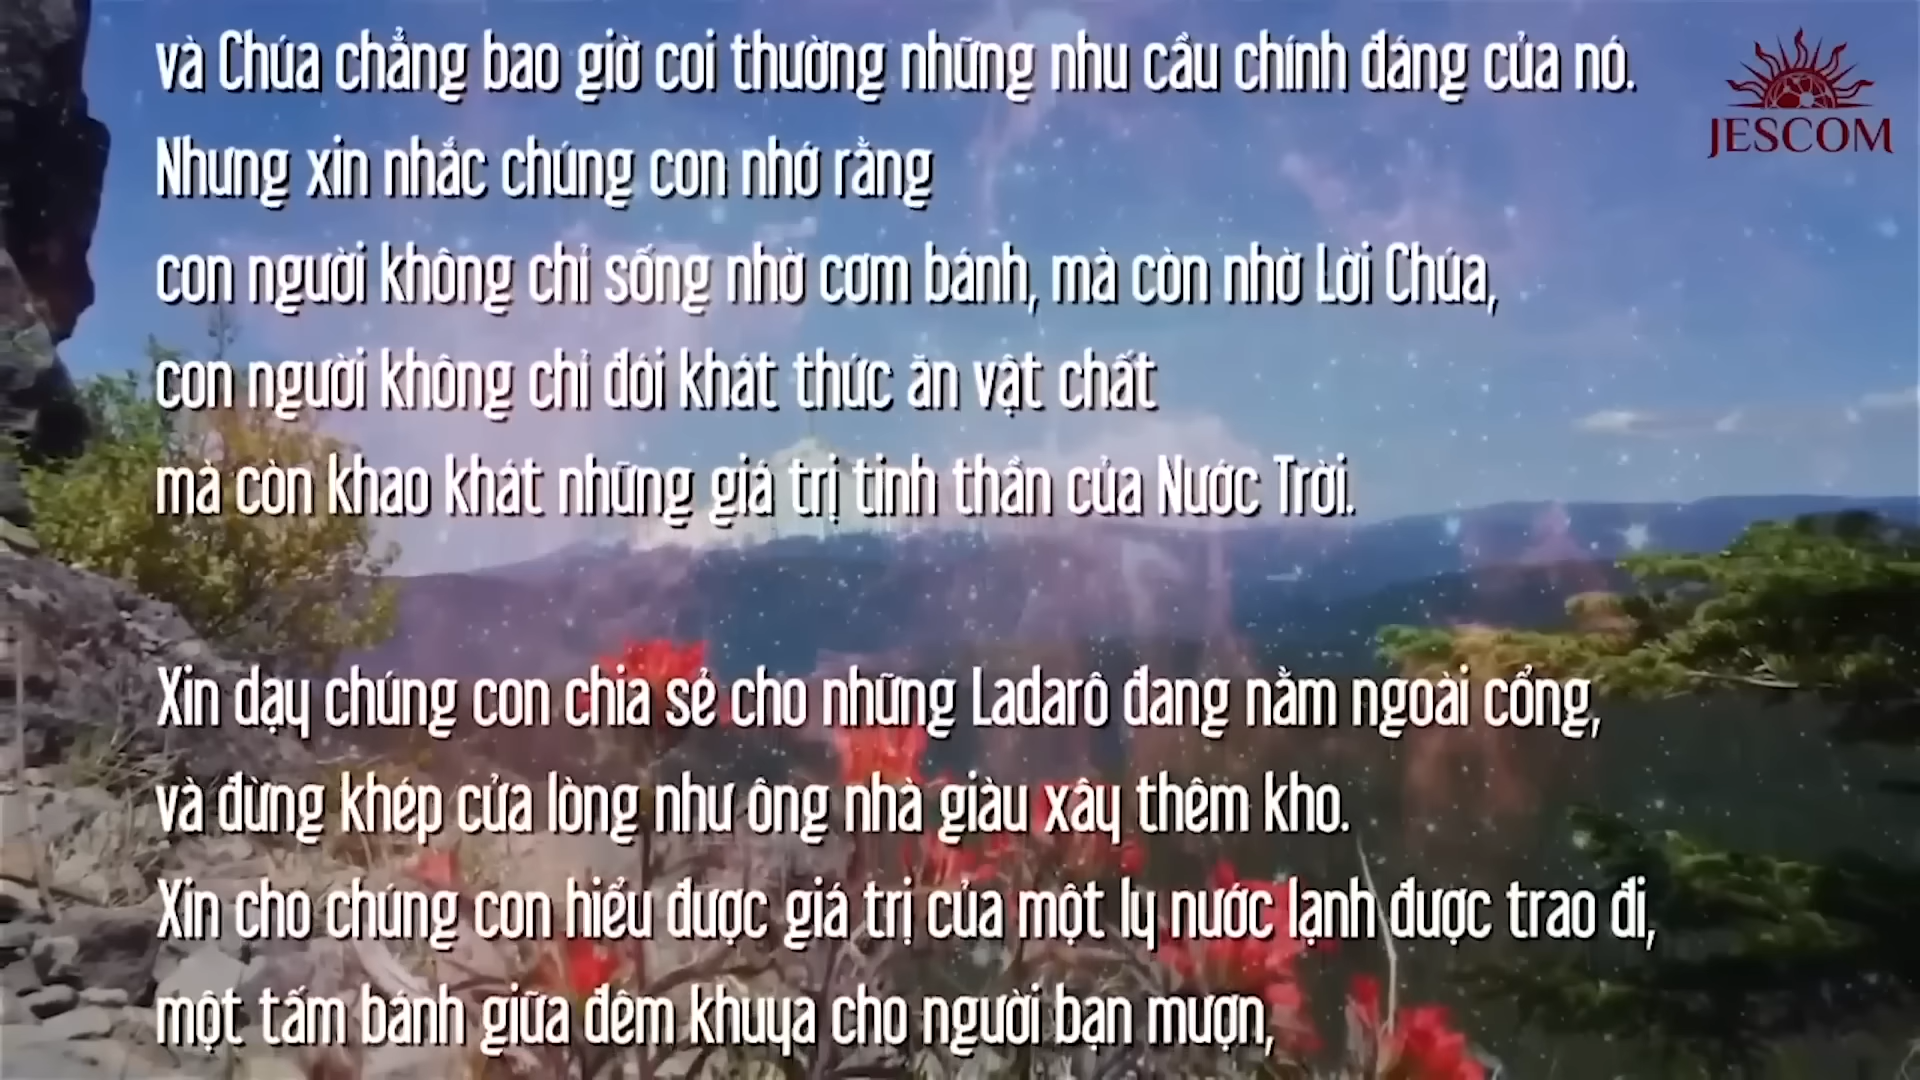 và Chúa chẳng bao giờ coi thường những nhu cầu chính đáng của nó.
JESCOM
Nhưng xin nhắc chúng con nhớ rằng
con người không chỉ sống nhờ cơm bánh, mà còn nhờ Lời Chúa,
con người không chỉ đói khát thức ăn vật chất
mà còn khao khát những giá trị tinh thần của Nước Trời.
Xin dạy chúng con chia sẻ cho những Ladarô đang nằm ngoài cổng,
và đừng khép cửa lòng như ông nhà giàu xây thêm kho.
Xin cho chúng con hiểu được giá trị của một ly nước lạnh được trao đi,
một tấm bánh giữa đêm khuya cho người bạn mượn,